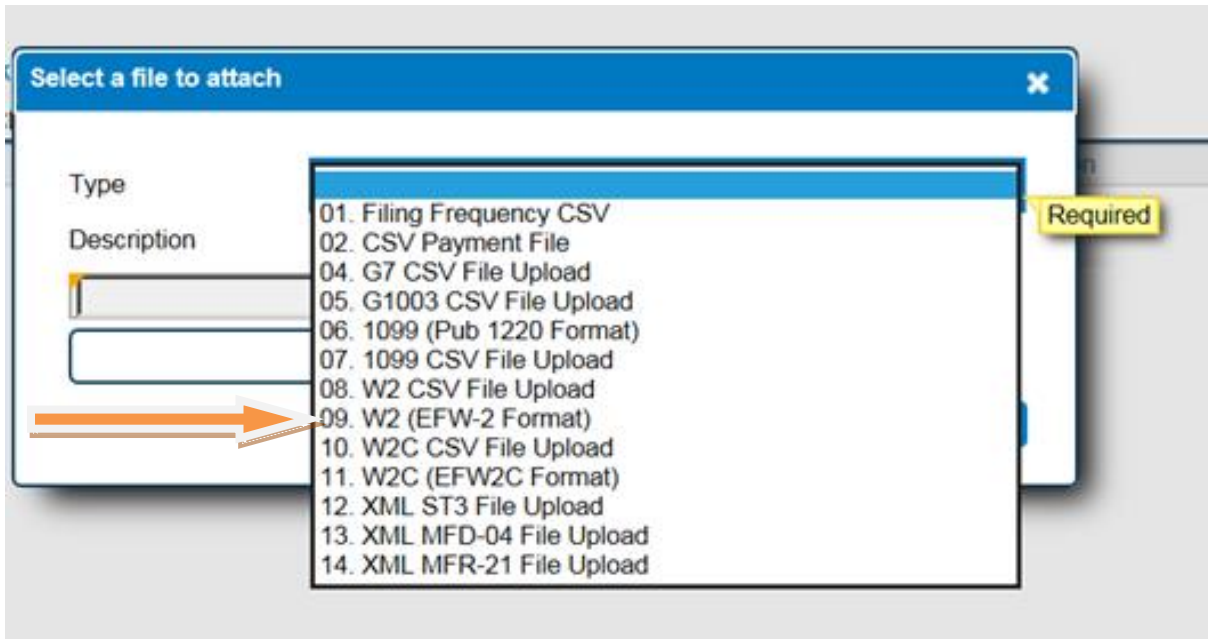 Select a file to attach
Type
Required
Description
01. Filing Frequency CSV
02. CSV Payment File
04. G7 CSV File Upload
05. G1003 CSV File Upload
06. 1099 (Pub 1220 Format)
07. 1099 CSV File Upload
08. W2 CSV File Upload
09. W2 (EFW-2 Format)
10. W2C CSV File Upload
11. W2C (EFW2C Format)
12. XML ST3 File Upload
13. XML MFD-04 File Upload
14. XML MFR-21 File Upload